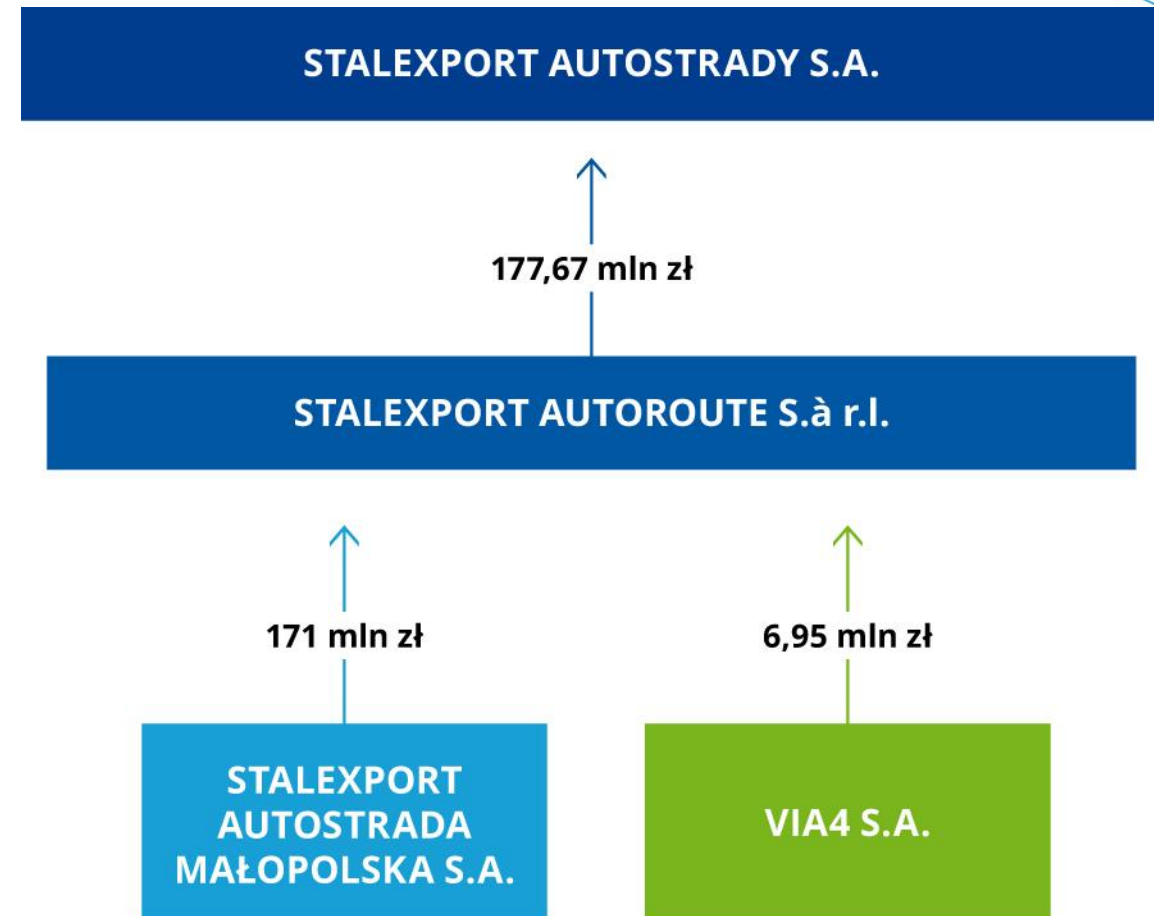 STALEXPORT AUTOSTRADY S.A.
177,67 mln zł
STALEXPORT AUTOROUTE S.à r.l.
171 mln zł
6,95 mln zł
STALEXPORT
AUTOSTRADA
MAŁOPOLSKA S.A.
VIA4 S.A.